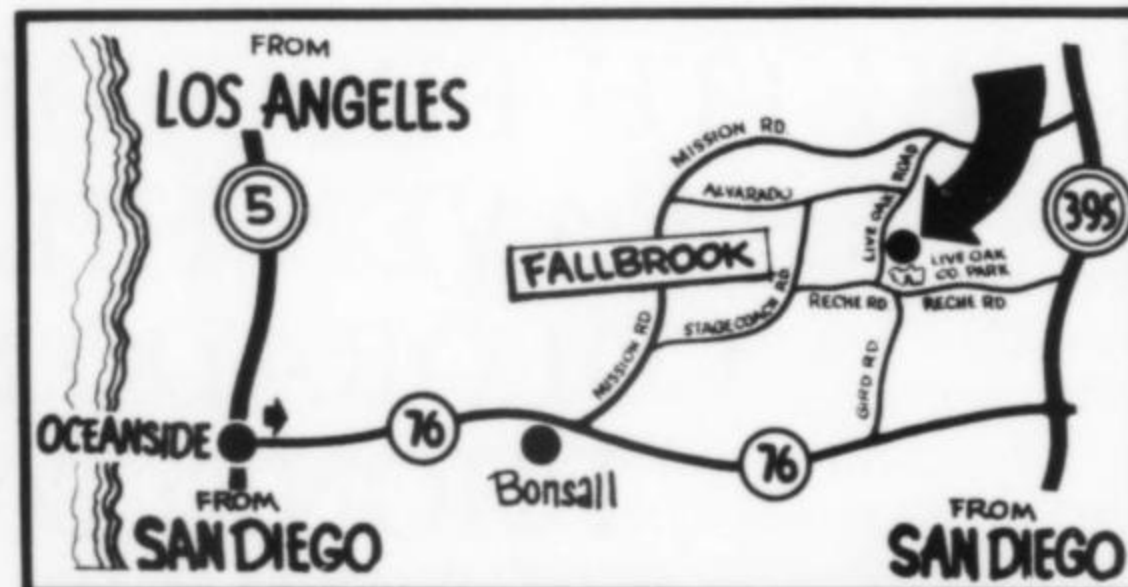 FROM
LOS ANGELES
5
MISSION RD.
ALVARADO
LIVE OAK ROAD
395
FALLBROOK
LIVE OAK
CO. PARK
STAGECOACH RD
RECHE RD
RECHE RD
MISSION RD
GIRD RD
OCEANSIDE
76
76
Bonsall
FROM
SAN DIEGO
FROM
SAN DIEGO